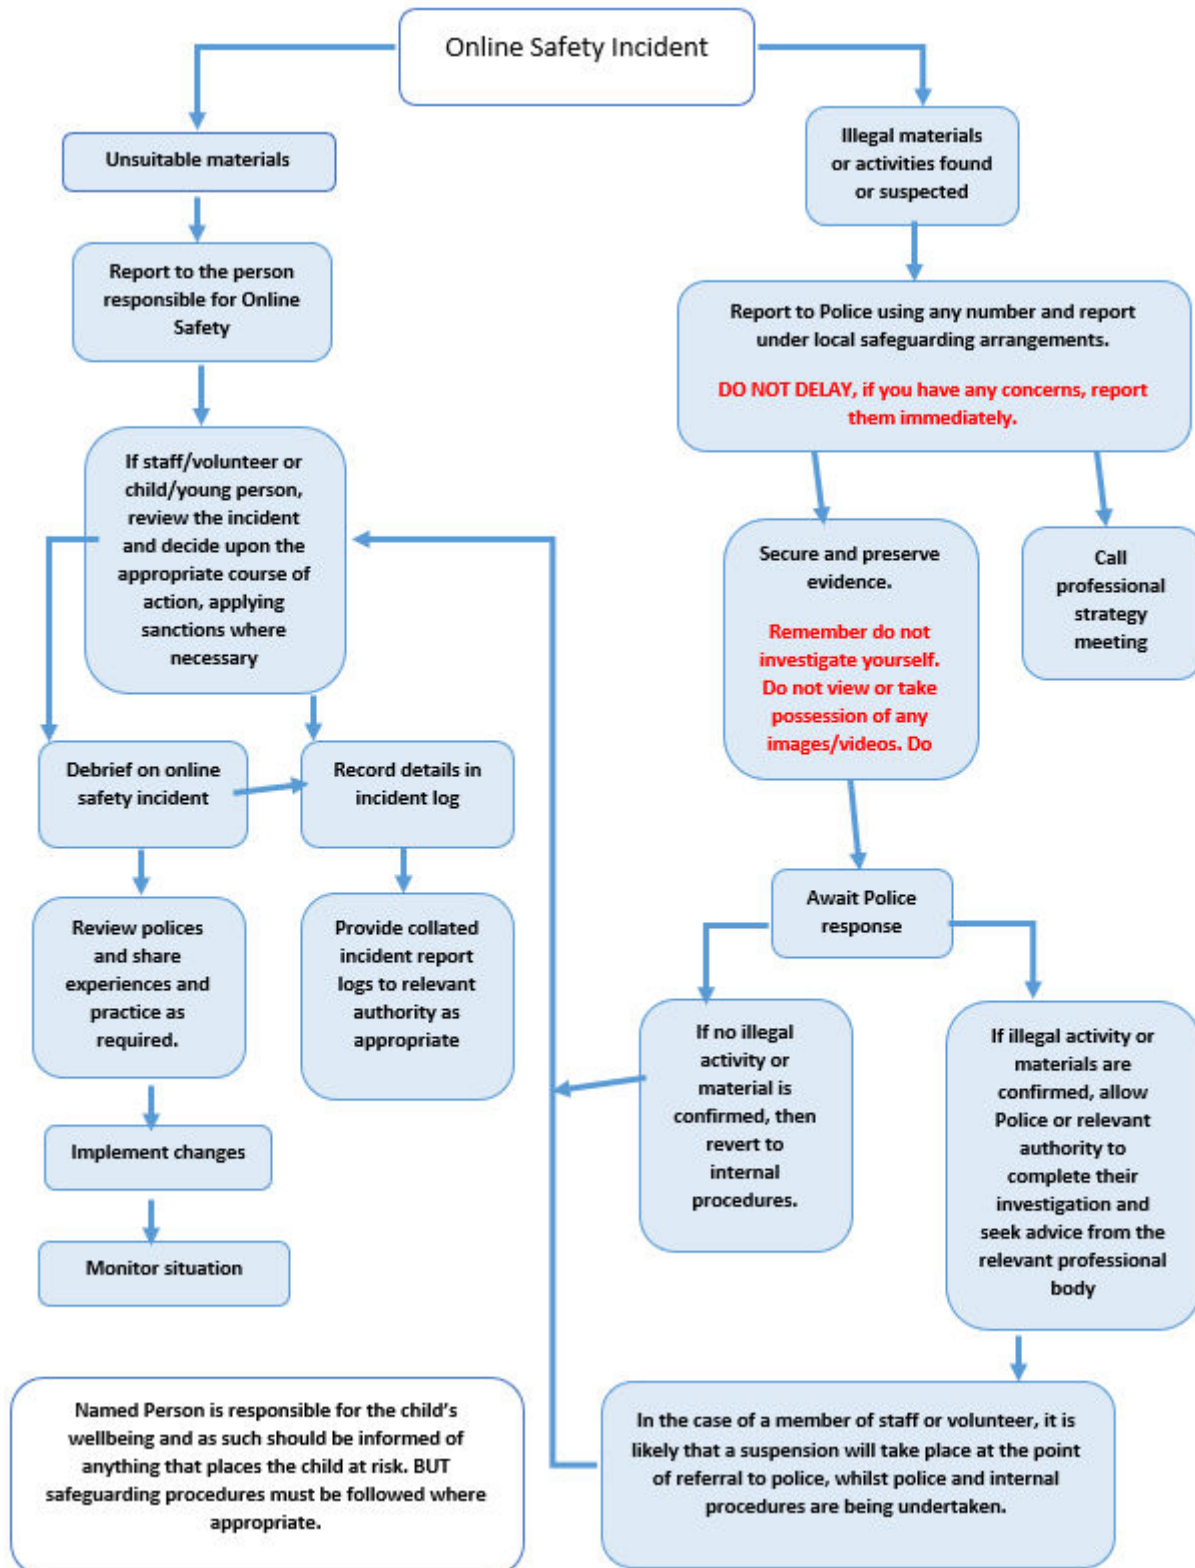 Online Safety Incident
Unsuitable materials
Illegal materials
or activities found
or suspected
Report to the person
responsible for Online
Safety
Report to Police using any number and report
under local safeguarding arrangements.
DO NOT DELAY, if you have any concerns, report
them immediately.
If staff/volunteer or
child/young person,
review the incident
and decide upon the
appropriate course of
action, applying
sanctions where
necessary
Secure and preserve
evidence.
Remember do not
investigate yourself.
Do not view or take
possession of any
images/videos. Do
Call
professional
strategy
meeting
Debrief on online
safety incident
Record details in
incident log
Review polices
and share
experiences and
practice as
required.
Provide collated
incident report
logs to relevant
authority as
appropriate
Await Police
response
If no illegal
activity or
material is
confirmed, then
revert to
internal
procedures.
If illegal activity or
materials are
confirmed, allow
Police or relevant
authority to
complete their
investigation and
seek advice from the
relevant professional
body
Implement changes
Monitor situation
Named Person is responsible for the child's
wellbeing and as such should be informed of
anything that places the child at risk. BUT
safeguarding procedures must be followed where
appropriate.
In the case of a member of staff or volunteer, it is
likely that a suspension will take place at the point
of referral to police, whilst police and internal
procedures are being undertaken.